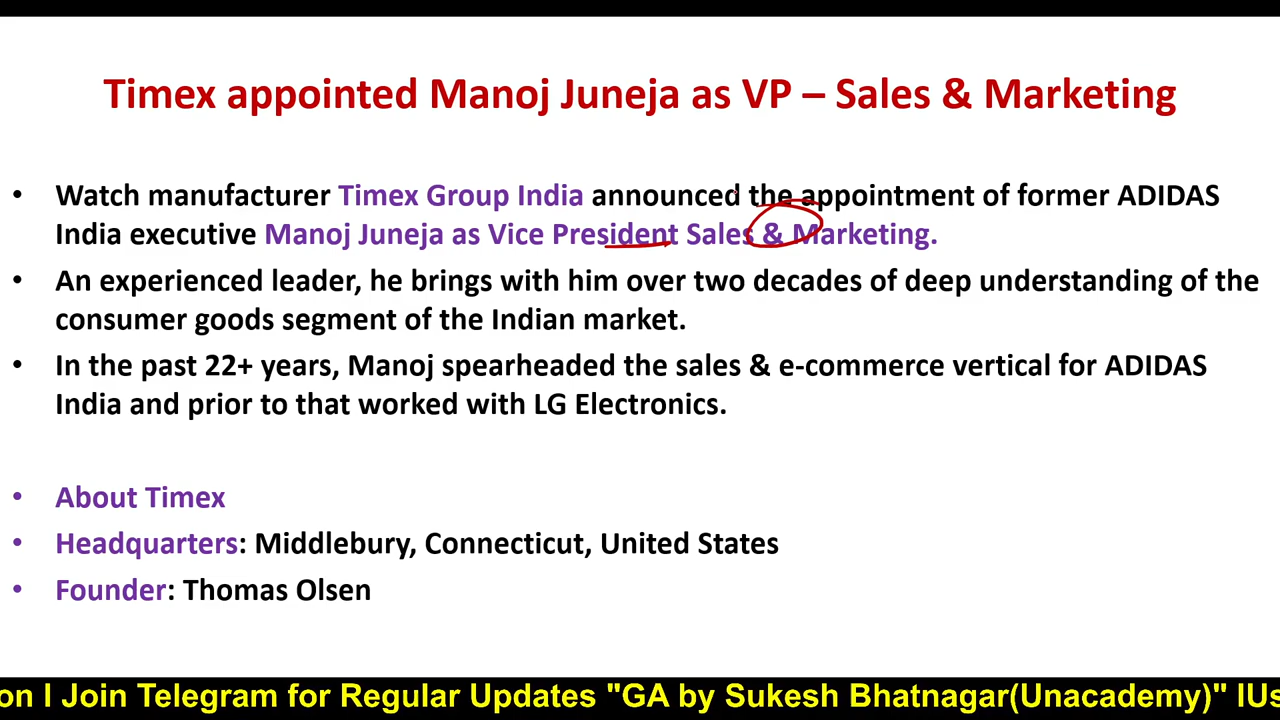 Timex appointed Manoj Juneja as VP – Sales & Marketing
• Watch manufacturer Timex Group India announced the appointment of former ADIDAS
India executive Manoj Juneja as Vice President Sales & Marketing.
• An experienced leader, he brings with him over two decades of deep understanding of the
consumer goods segment of the Indian market.
• In the past 22+ years, Manoj spearheaded the sales & e-commerce vertical for ADIDAS
India and prior to that worked with LG Electronics.
• About Timex
• Headquarters: Middlebury, Connecticut, United States
• Founder: Thomas Olsen
on I Join Telegram for Regular Updates "GA by Sukesh Bhatnagar(Unacademy)" IUs